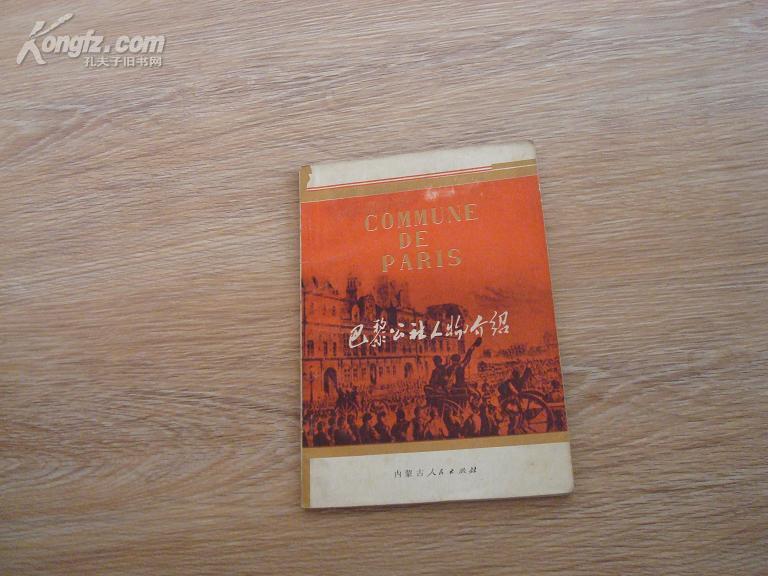 Kongfz.com
孔夫子旧书网
COMMUNE
DE
PARIS
巴黎公社人物介绍
内蒙古人民出版社